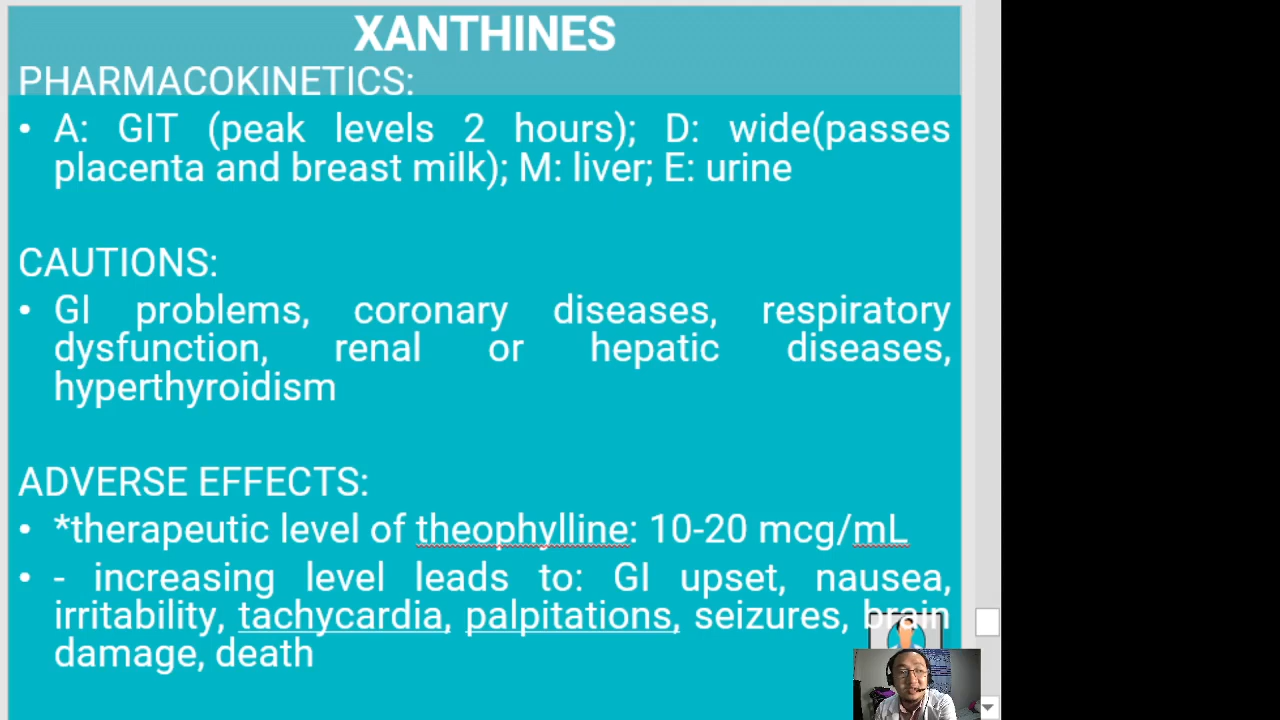 XANTHINES
PHARMACOKINETICS:
• A: GIT (peak levels 2 hours); D: wide(passes
placenta and breast milk); M: liver; E: urine
CAUTIONS:
• GI problems, coronary diseases, respiratory
dysfunction, renal or hepatic diseases,
hyperthyroidism
ADVERSE EFFECTS:
• *therapeutic level of theophylline: 10-20 mcg/mL
• - increasing level leads to: GI upset, nausea,
irritability, tachycardia, palpitations, seizures, brain
damage, death